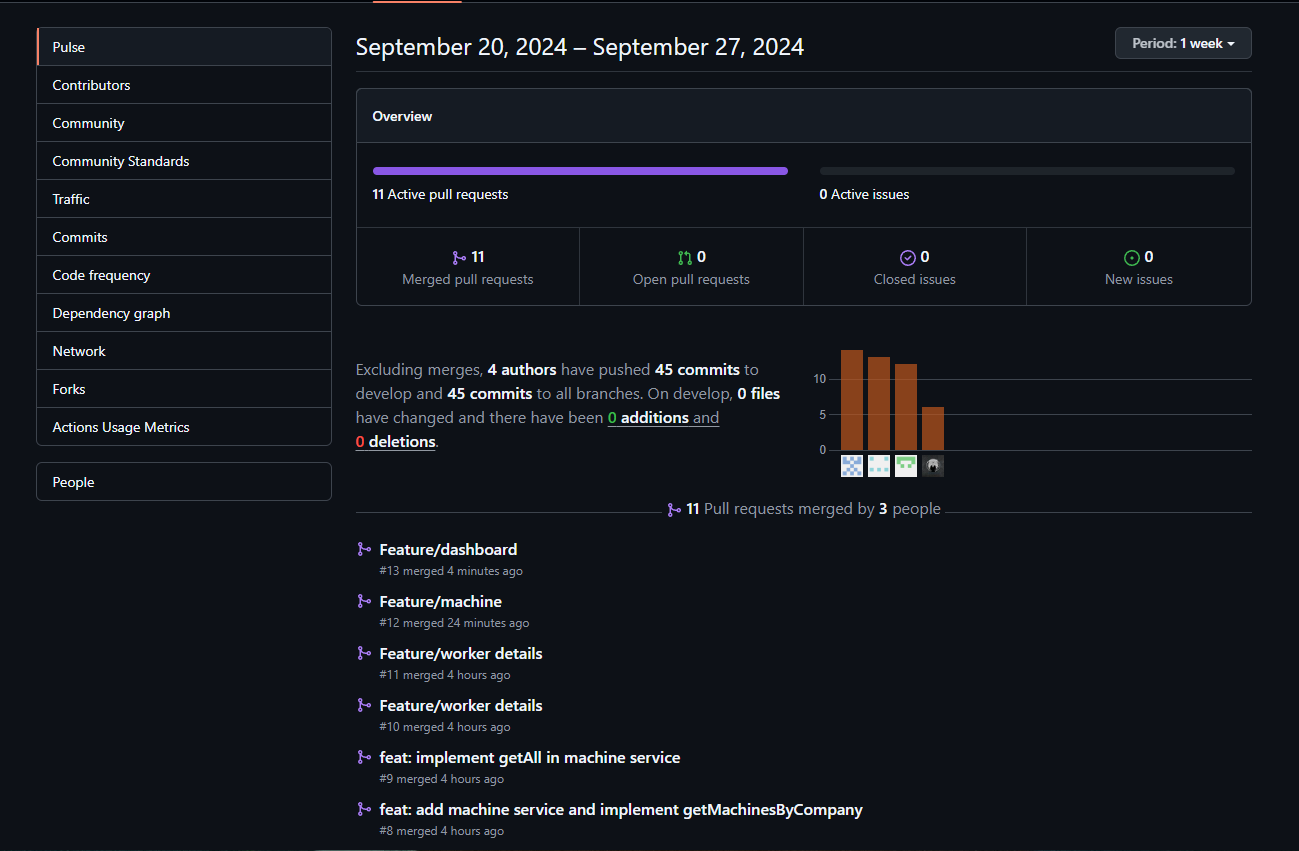 Pulse
Contributors
Community
Community Standards
Traffic
Commits
Code frequency
Dependency graph
Network
Forks
Actions Usage Metrics
People
September 20, 2024 – September 27, 2024
Period: 1 week
Overview
11 Active pull requests
0 Active issues
11
Merged pull requests
0
Open pull requests
0
Closed issues
0
New issues
Excluding merges, 4 authors have pushed 45 commits to
develop and 45 commits to all branches. On develop, 0 files
have changed and there have been 0 additions and
0 deletions.
10
5
0
11 Pull requests merged by 3 people
Feature/dashboard
#13 merged 4 minutes ago
Feature/machine
#12 merged 24 minutes ago
Feature/worker details
#11 merged 4 hours ago
Feature/worker details
#10 merged 4 hours ago
feat: implement getAll in machine service
#9 merged 4 hours ago
feat: add machine service and implement getMachinesByCompany
#8 merged 4 hours ago